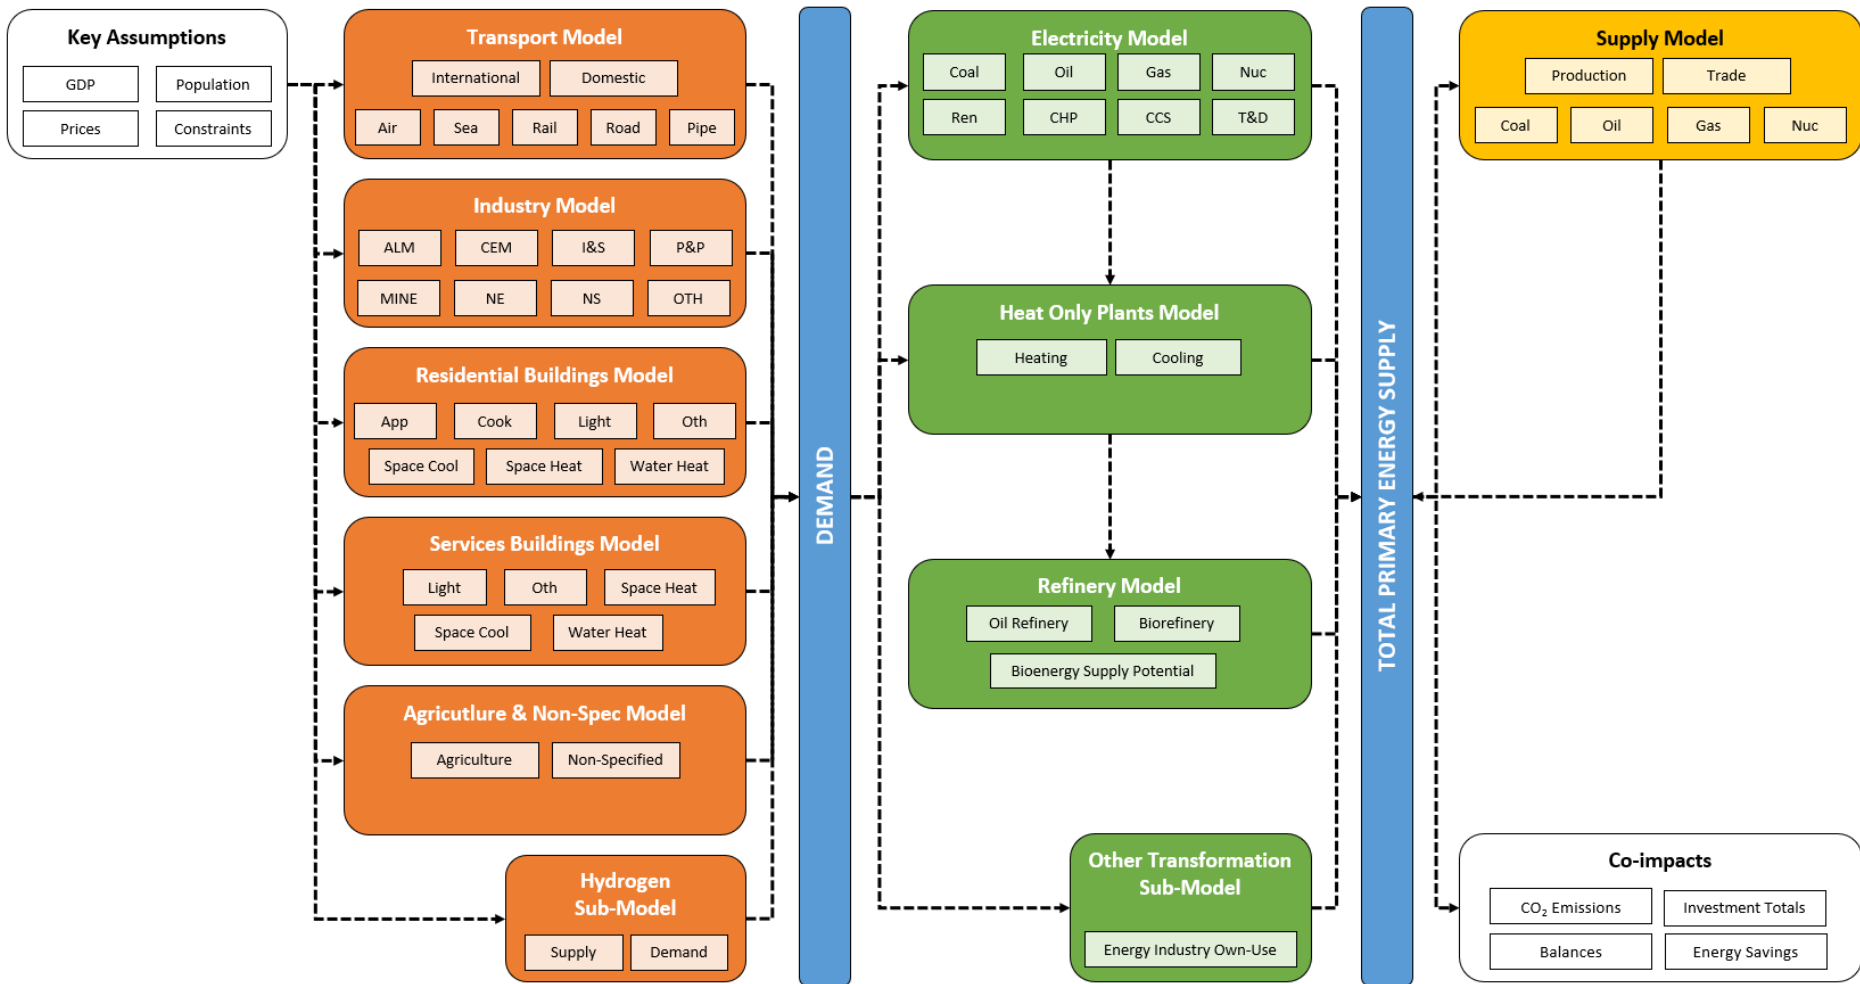 Key Assumptions
GDP
Population
Prices
Constraints
Transport Model
International
Domestic
Air
Sea
Rail
Road
Pipe
Industry Model
ALM
CEM
I&S
P&P
MINE
NE
NS
OTH
Residential Buildings Model
App
Cook
Light
Oth
Space Cool
Space Heat
Water Heat
Services Buildings Model
Light
Oth
Space Heat
Space Cool
Water Heat
Agricutlure & Non-Spec Model
Agriculture
Non-Specified
Hydrogen
Sub-Model
Supply
Demand
DEMAND
Electricity Model
Coal
Oil
Gas
Nuc
Ren
CHP
CCS
T&D
Heat Only Plants Model
Heating
Cooling
Refinery Model
Oil Refinery
Biorefinery
Bioenergy Supply Potential
Other Transformation
Sub-Model
Energy Industry Own-Use
TOTAL PRIMARY ENERGY SUPPLY
Supply Model
Production
Trade
Coal
Oil
Gas
Nuc
Co-impacts
CO₂ Emissions
Investment Totals
Balances
Energy Savings